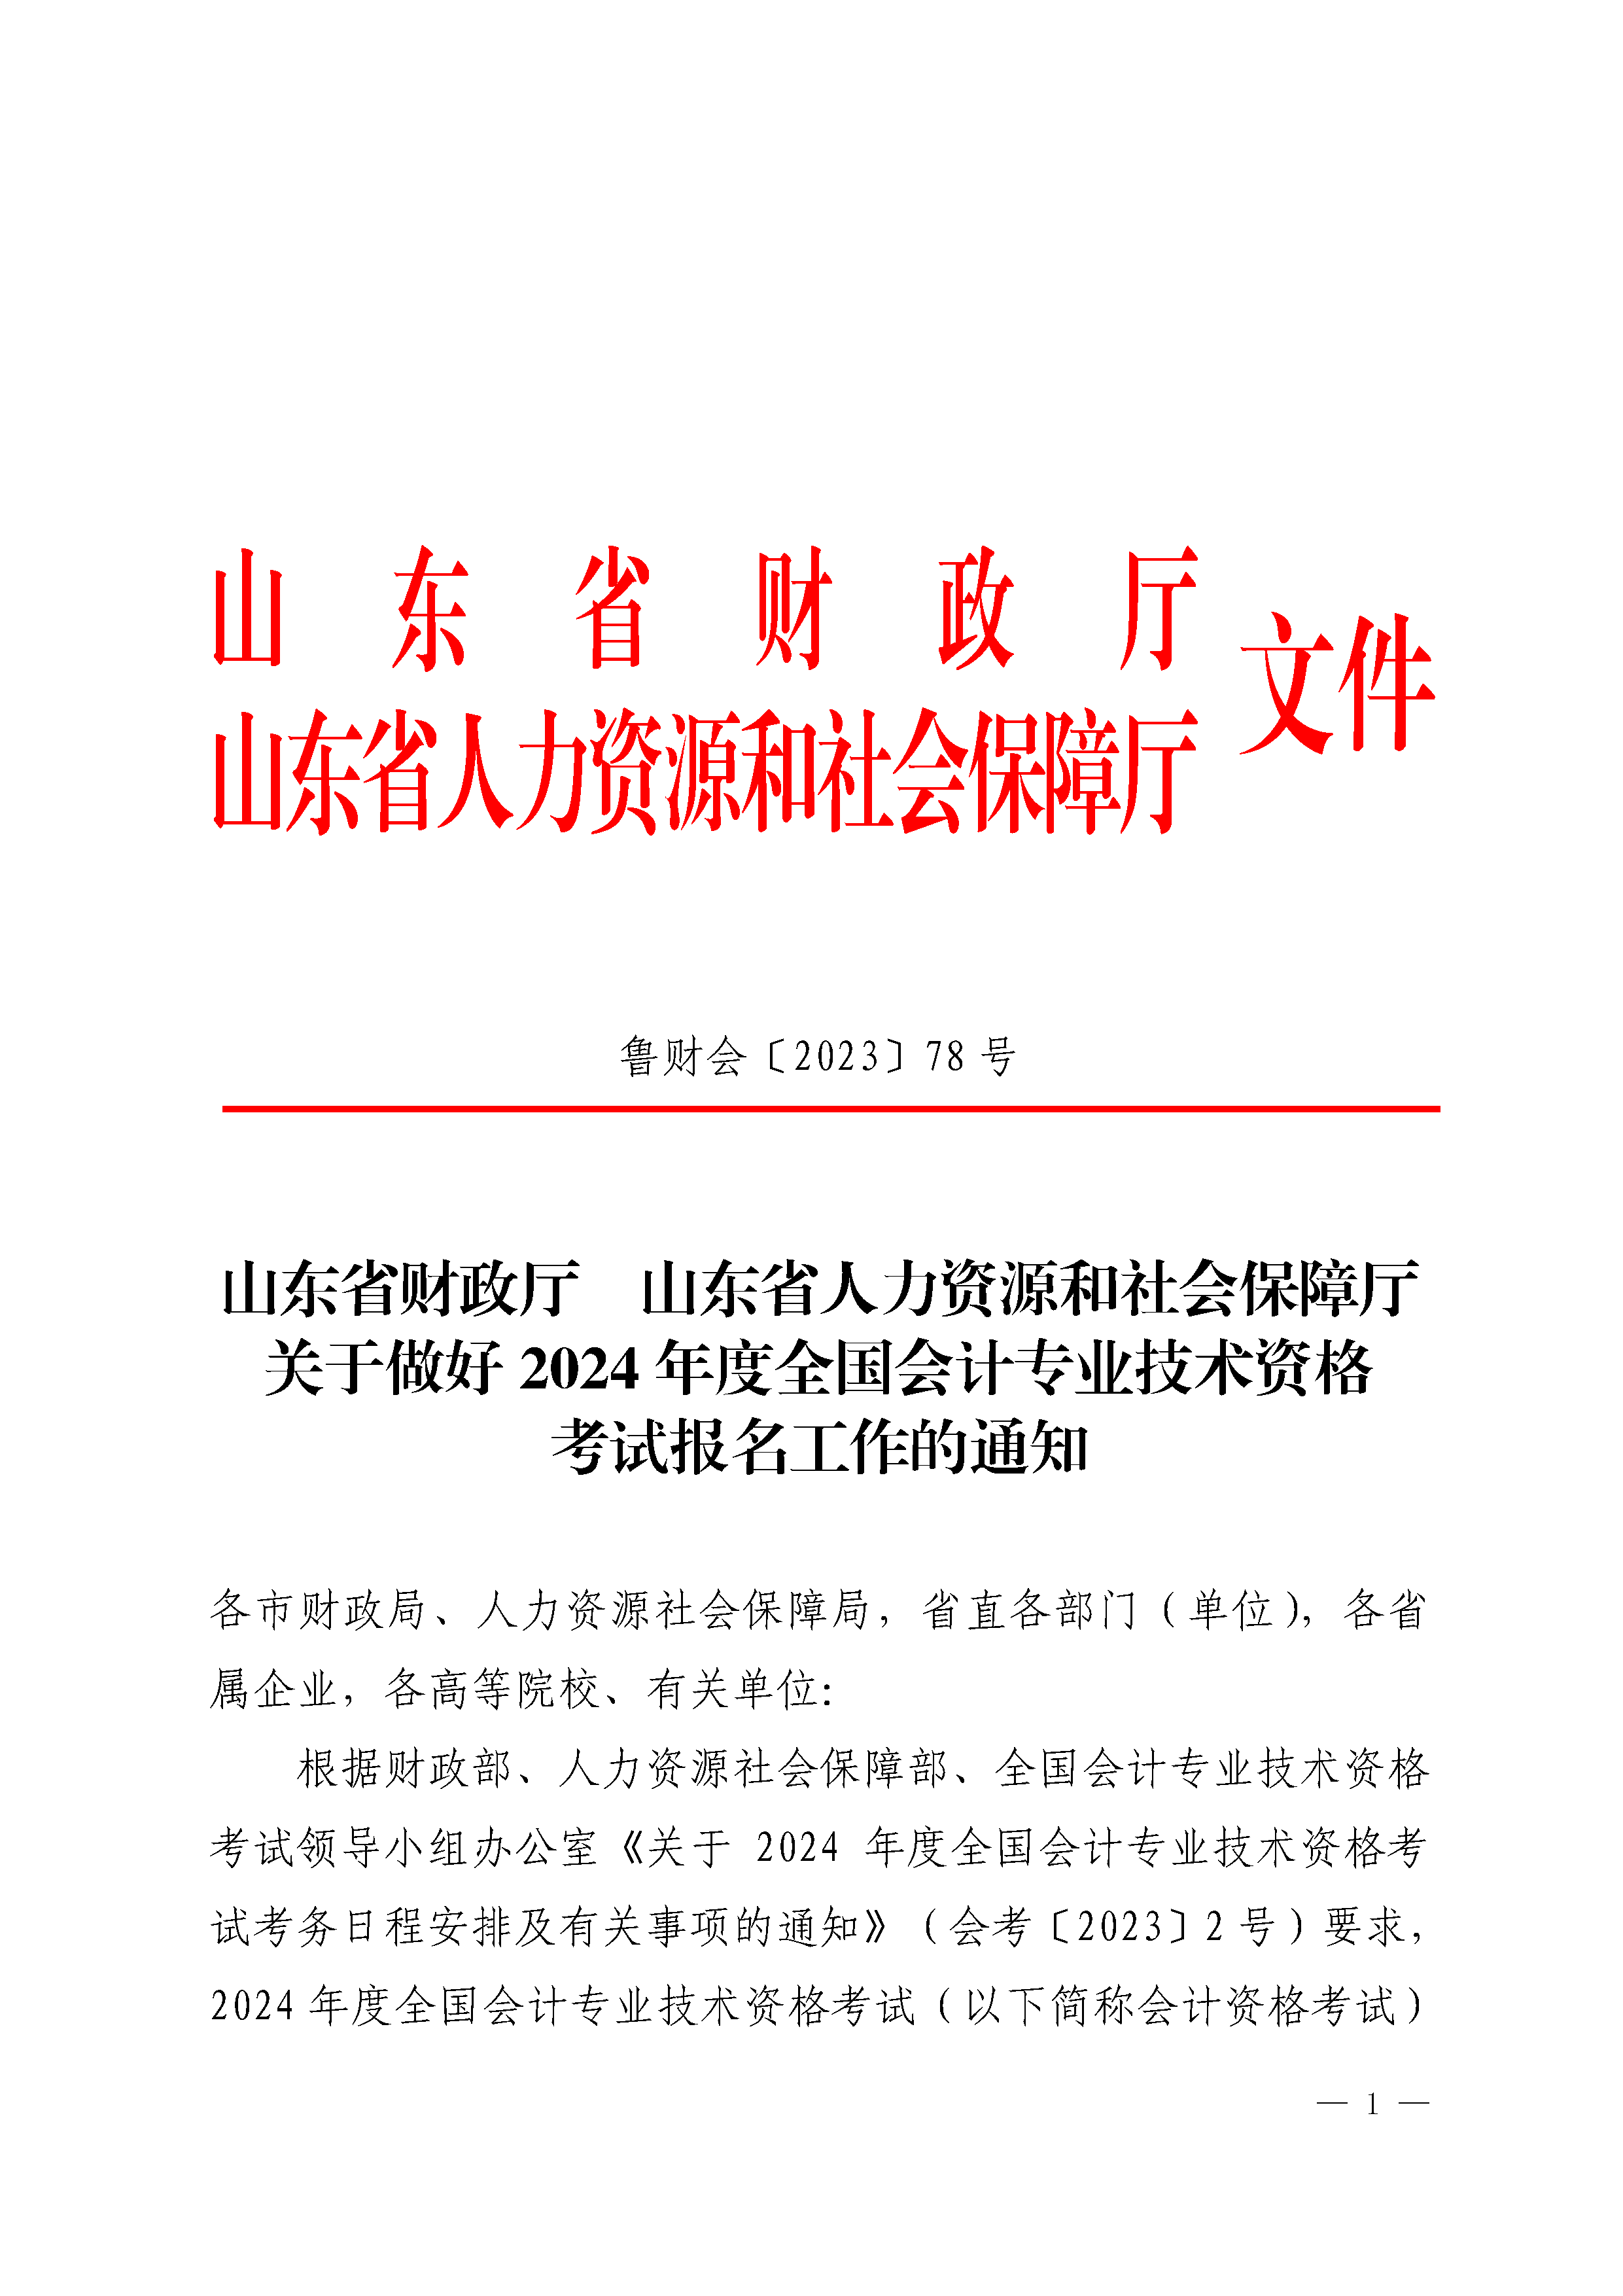 山东省财政厅
山东省人力资源和社会保障厅
文件
鲁财会〔2023〕78 号
山东省财政厅　山东省人力资源和社会保障厅
关于做好 2024 年度全国会计专业技术资格
考试报名工作的通知
各市财政局、人力资源社会保障局，省直各部门（单位），各省
属企业，各高等院校、有关单位：
根据财政部、人力资源社会保障部、全国会计专业技术资格
考试领导小组办公室《关于 2024 年度全国会计专业技术资格考
试考务日程安排及有关事项的通知》（会考〔2023〕2 号）要求，
2024 年度全国会计专业技术资格考试（以下简称会计资格考试）
— 1 —